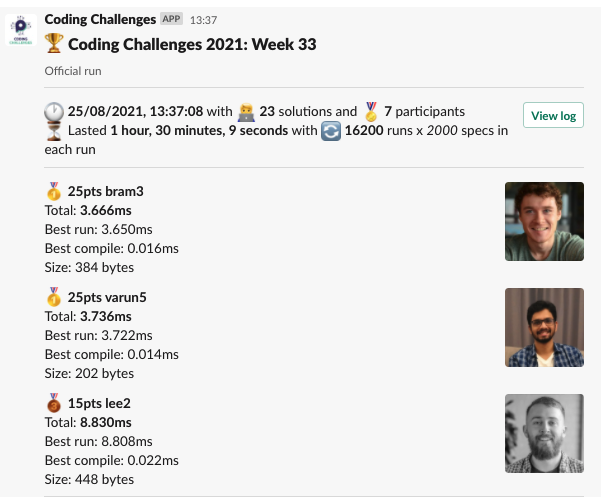 Coding Challenges APP 13:37
Coding Challenges 2021: Week 33
Official run
25/08/2021, 13:37:08 with 23 solutions and 7 participants
View log
Lasted 1 hour, 30 minutes, 9 seconds with 16200 runs x 2000 specs in
each run
25pts bram3
Total: 3.666ms
Best run: 3.650ms
Best compile: 0.016ms
Size: 384 bytes
25pts varun5
Total: 3.736ms
Best run: 3.722ms
Best compile: 0.014ms
Size: 202 bytes
15pts lee2
Total: 8.830ms
Best run: 8.808ms
Best compile: 0.022ms
Size: 448 bytes